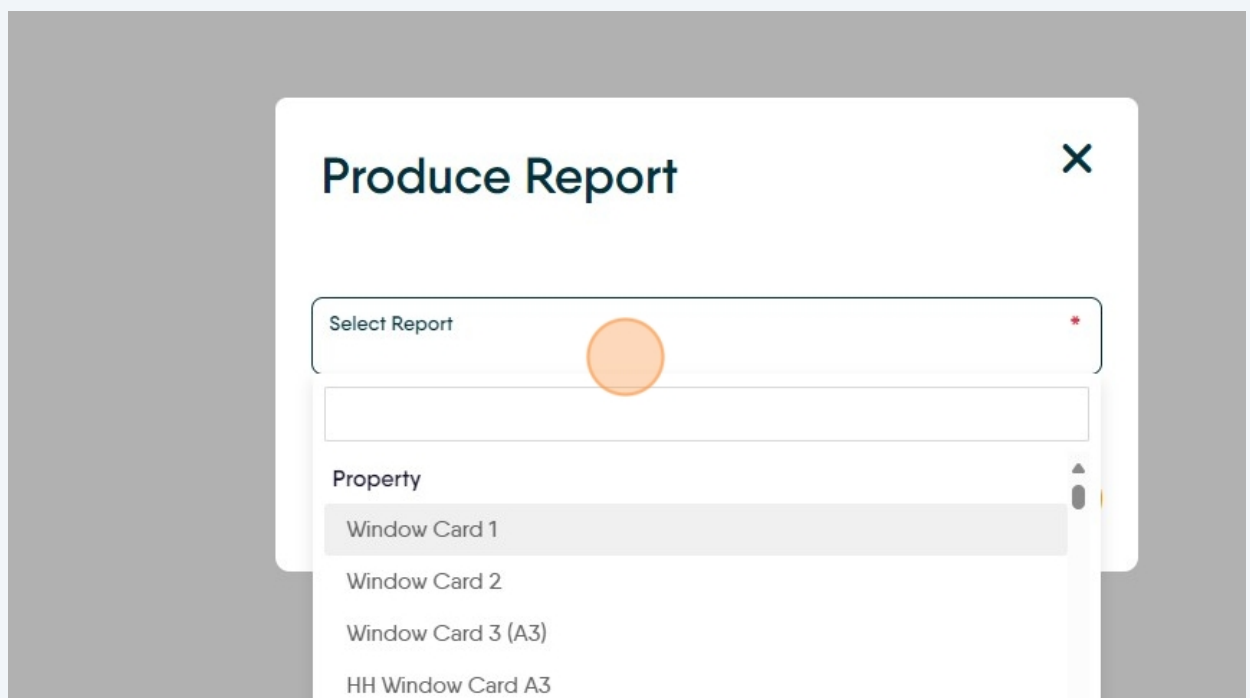 Produce Report
Select Report *
Property
Window Card 1
Window Card 2
Window Card 3 (A3)
HH Window Card A3